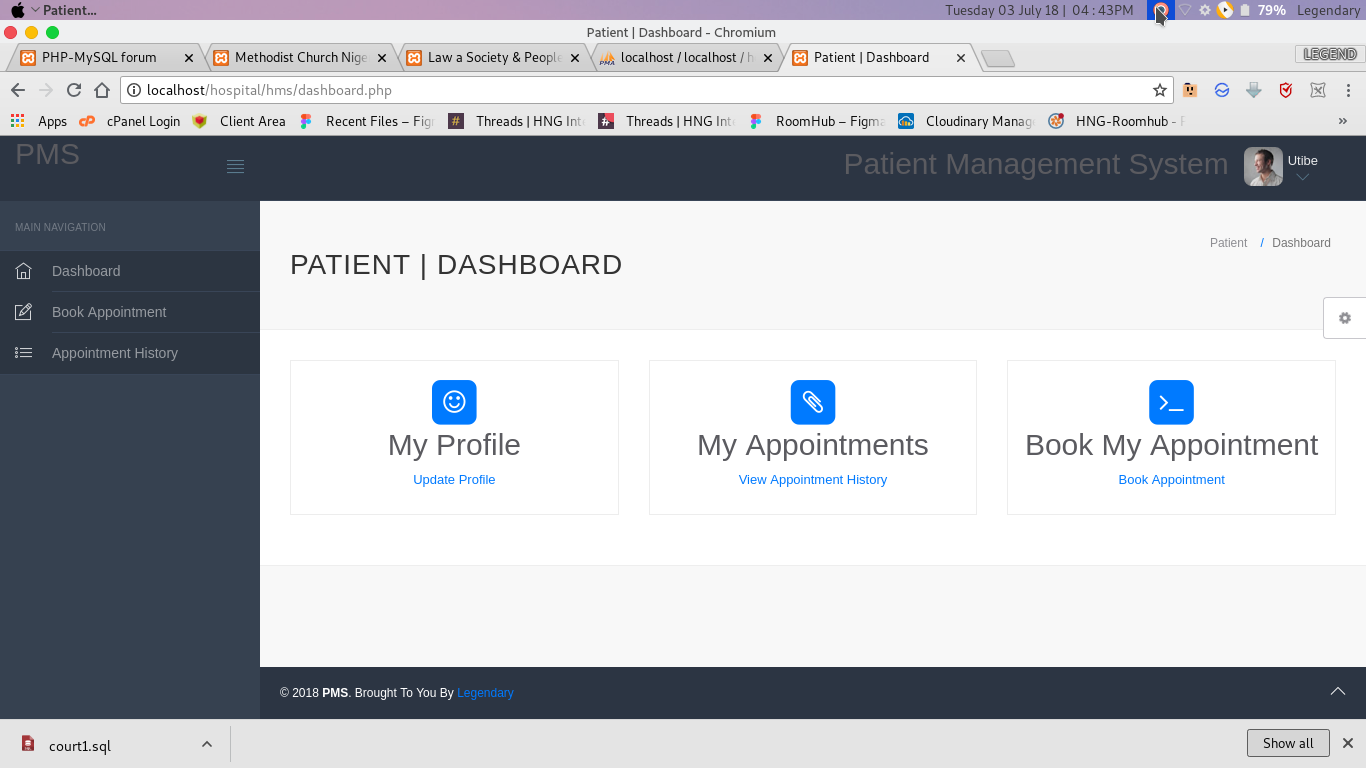 Patient...
Tuesday 03 July 18 | 04 : 43PM
79%
Legendary
Patient | Dashboard - Chromium
PHP-MySQL forum
Methodist Church Nige
Law a Society & People
localhost / localhost / h
Patient | Dashboard
LEGEND
localhost/hospital/hms/dashboard.php
Apps
cPanel Login
Client Area
Recent Files – Fig
Threads | HNG Int
Threads | HNG Int
RoomHub – Figma
Cloudinary Manag
HNG-Roomhub -
PMS
Patient Management System
Utibe
MAIN NAVIGATION
Dashboard
Book Appointment
Appointment History
PATIENT | DASHBOARD
Patient / Dashboard
My Profile
Update Profile
My Appointments
View Appointment History
Book My Appointment
Book Appointment
© 2018 PMS. Brought To You By Legendary
court1.sql
Show all